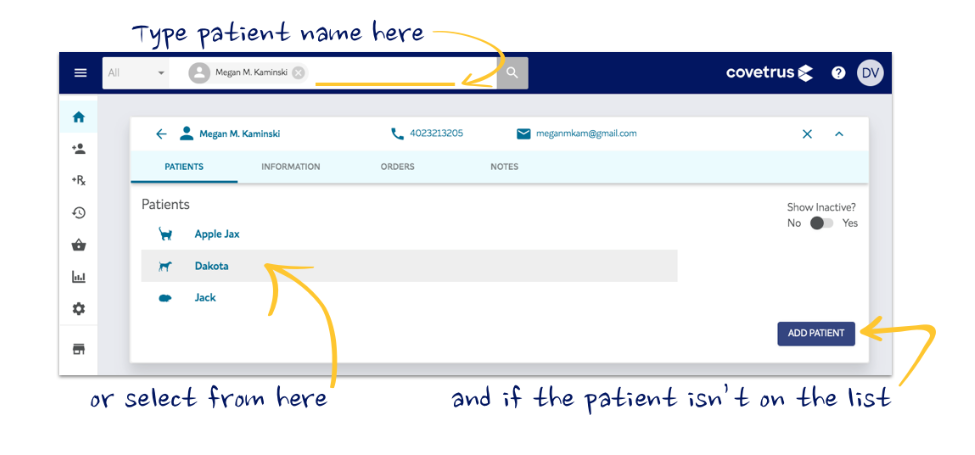 Type patient name here
All Megan M. Kaminski covetrus ? DV
Megan M. Kaminski 4023213205 meganmkam@gmail.com
PATIENTS INFORMATION ORDERS NOTES
Patients
Show Inactive?
No Yes
Apple Jax
+Rx
Dakota
Jack
ADD PATIENT
or select from here
and if the patient isn't on the list